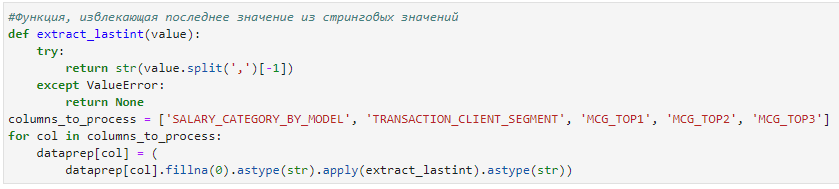 #Функция, извлекающая последнее значение из стринговых значений
def extract_lastint(value):
    try:
        return str(value.split(',')[-1])
    except ValueError:
        return None
columns_to_process = ['SALARY_CATEGORY_BY_MODEL', 'TRANSACTION_CLIENT_SEGMENT', 'MCG_TOP1', 'MCG_TOP2', 'MCG_TOP3']
for col in columns_to_process:
    dataprep[col] = (
        dataprep[col].fillna(0).astype(str).apply(extract_lastint).astype(str))